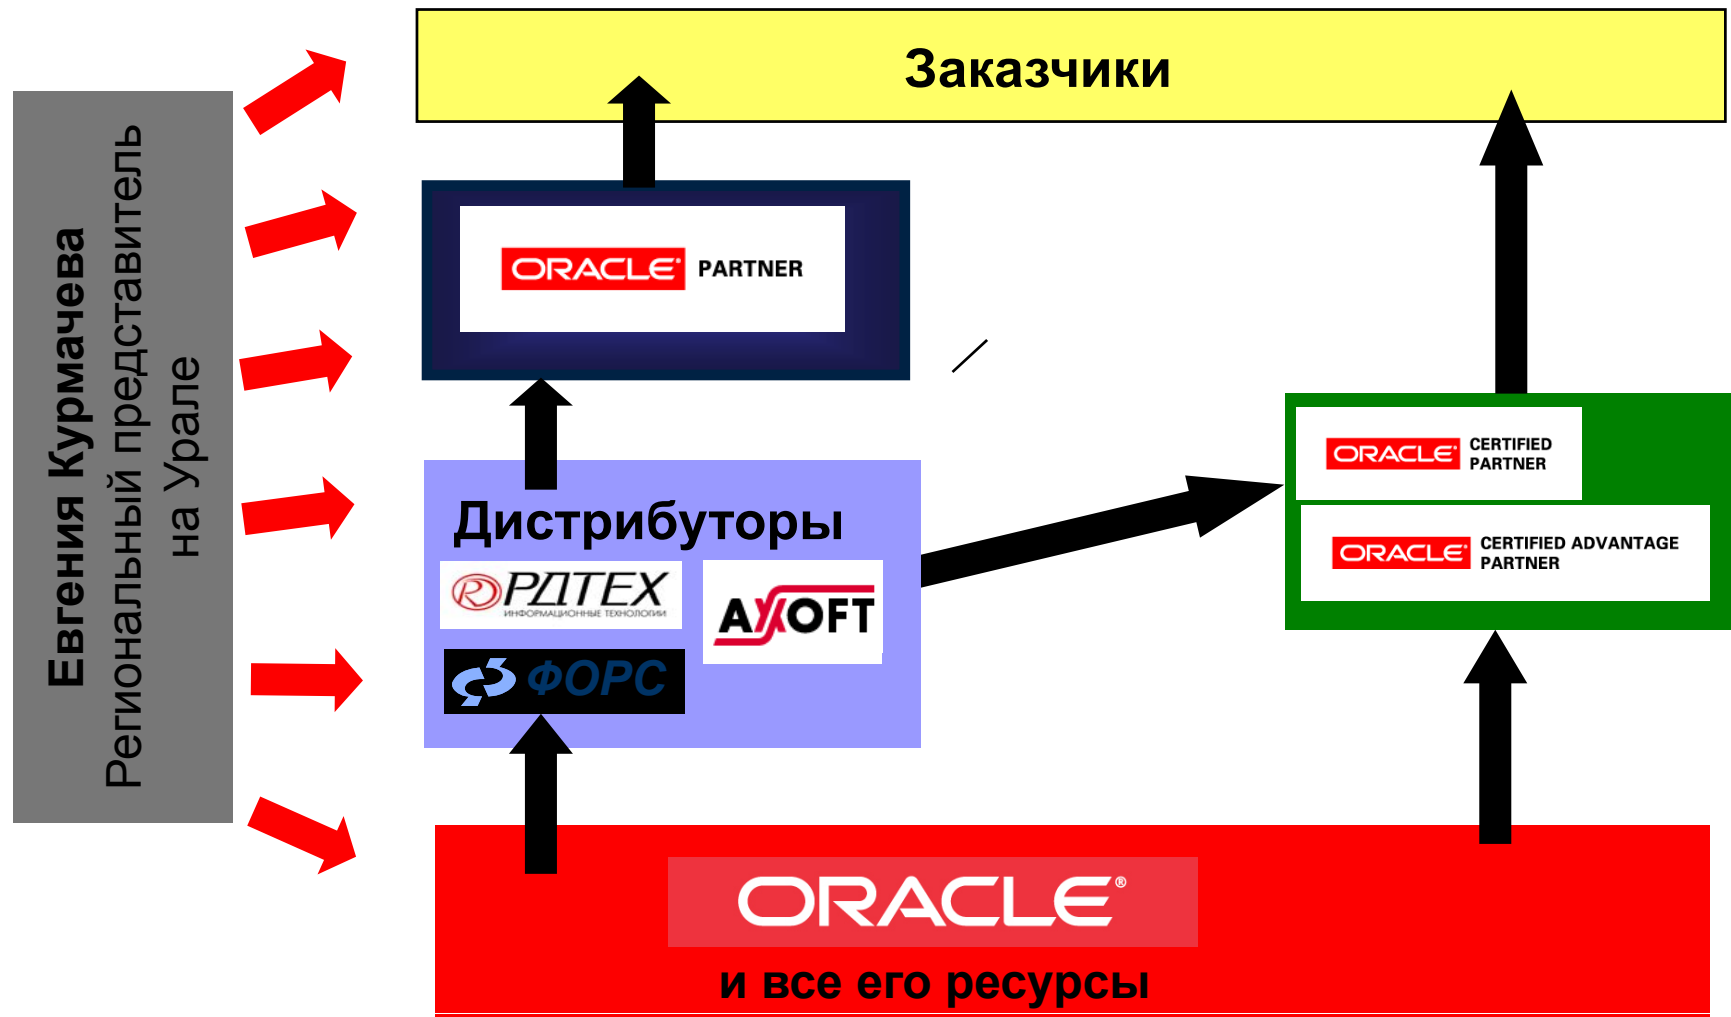 Заказчики
Евгения Курмачева
Региональный представитель
на Урале
ORACLE® PARTNER
Дистрибуторы
РДТЕХ
ИНФОРМАЦИОННЫЕ ТЕХНОЛОГИИ
AXOFT
ФОРС
ORACLE® CERTIFIED
PARTNER
ORACLE® CERTIFIED ADVANTAGE
PARTNER
ORACLE®
и все его ресурсы